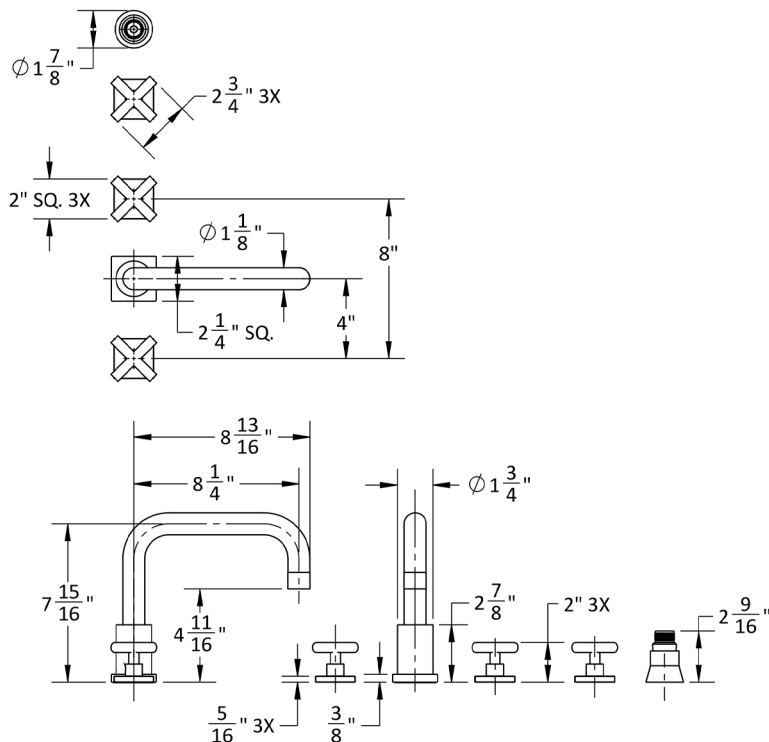 ⌀1 7/8"
2 3/4" 3X
2" SQ. 3X
⌀1 1/8"
8"
4"
2 1/4" SQ.
8 13/16"
8 1/4"
⌀1 3/4"
7 15/16"
4 11/16"
2 7/8"
2" 3X
2 9/16"
5/16" 3X
3/8"